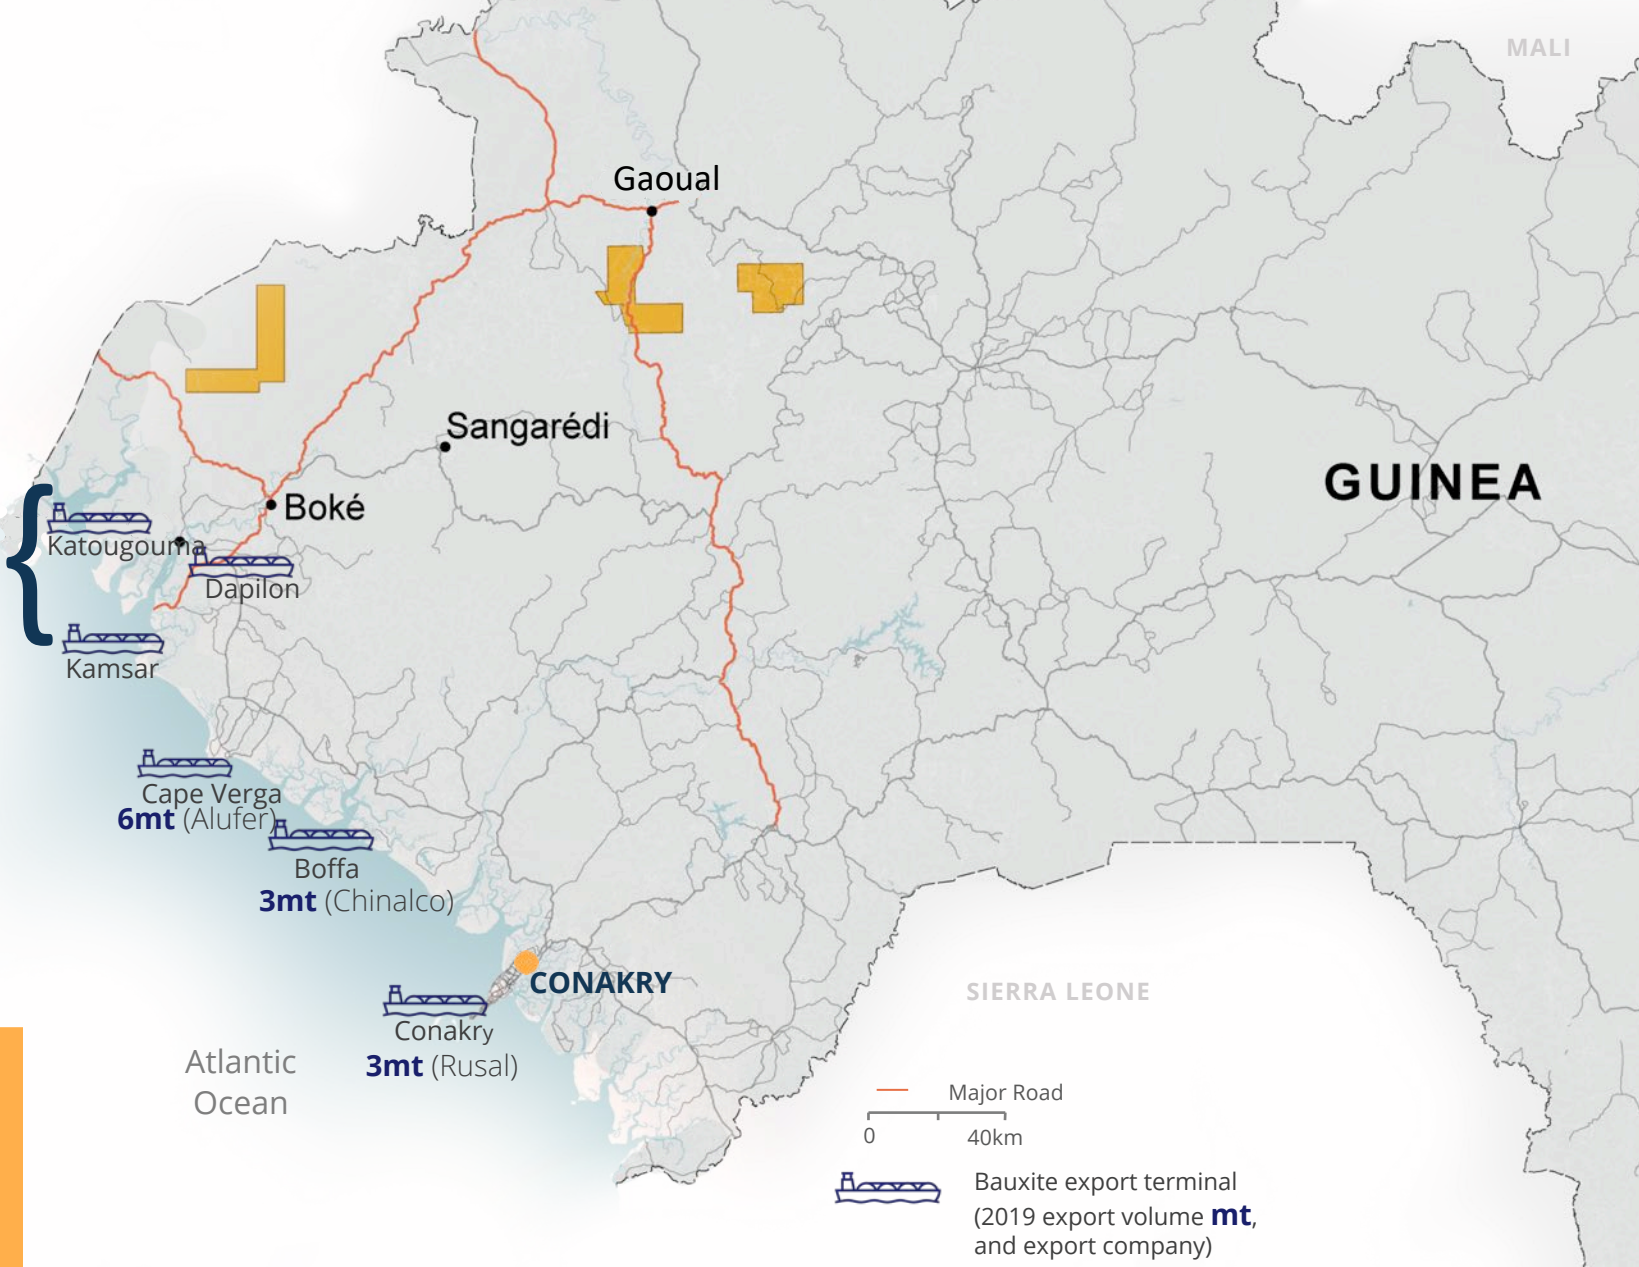 MALI
Gaoual
Sangarédi
GUINEA
Boké
Katougouma
Dapilon
Kamsar
Cape Verga
6mt (Alufer)
Boffa
3mt (Chinalco)
CONAKRY
SIERRA LEONE
Conakry
3mt (Rusal)
Atlantic
Ocean
Major Road
0 40km
Bauxite export terminal
(2019 export volume mt,
and export company)